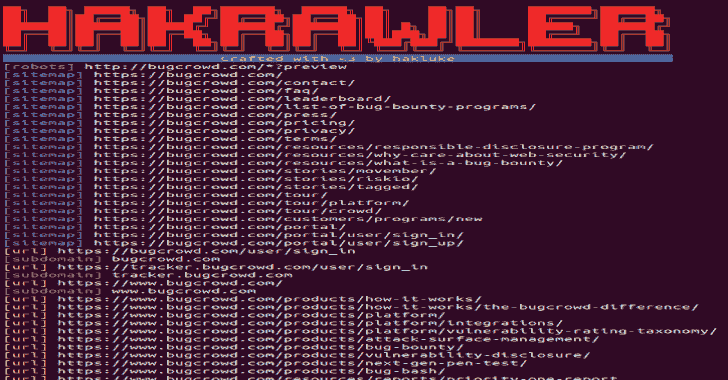 HAKRAWLER
Crafted with <3 by hakluke
[robots] http://bugcrowd.com/*?preview
[sitemap] https://bugcrowd.com/
[sitemap] https://bugcrowd.com/contact/
[sitemap] https://bugcrowd.com/faq/
[sitemap] https://bugcrowd.com/leaderboard/
[sitemap] https://bugcrowd.com/list-of-bug-bounty-programs/
[sitemap] https://bugcrowd.com/press/
[sitemap] https://bugcrowd.com/pricing/
[sitemap] https://bugcrowd.com/privacy/
[sitemap] https://bugcrowd.com/terms/
[sitemap] https://bugcrowd.com/resources/responsible-disclosure-program/
[sitemap] https://bugcrowd.com/resources/why-care-about-web-security/
[sitemap] https://bugcrowd.com/resources/what-is--a-bug-bounty/
[sitemap] https://bugcrowd.com/stories/movember/
[sitemap] https://bugcrowd.com/stories/riskio/
[sitemap] https://bugcrowd.com/stories/tagged/
[sitemap] https://bugcrowd.com/tour/
[sitemap] https://bugcrowd.com/tour/platform/
[sitemap] https://bugcrowd.com/tour/crowd/
[sitemap] https://bugcrowd.com/customers/programs/new
[sitemap] https://bugcrowd.com/portal/
[sitemap] https://bugcrowd.com/portal/user/sign_in/
[sitemap] https://bugcrowd.com/portal/user/sign_up/
[url] https://bugcrowd.com/user/sign_in
[subdomain] bugcrowd.com
[url] https://tracker.bugcrowd.com/user/sign_in
[subdomain] tracker.bugcrowd.com
[url] https://www.bugcrowd.com/
[subdomain] www.bugcrowd.com
[url] https://www.bugcrowd.com/products/how-it-works/
[url] https://www.bugcrowd.com/products/how-it-works/the-bugcrowd-difference/
[url] https://www.bugcrowd.com/products/platform/
[url] https://www.bugcrowd.com/products/platform/integrations/
[url] https://www.bugcrowd.com/products/platform/vulnerability-rating-taxonomy/
[url] https://www.bugcrowd.com/products/attack-surface-management/
[url] https://www.bugcrowd.com/products/bug-bounty/
[url] https://www.bugcrowd.com/products/vulnerability-disclosure/
[url] https://www.bugcrowd.com/products/next-gen-pen-test/
[url] https://www.bugcrowd.com/products/bug-bash/
[url] https://www.bugcrowd.com/resources/reports/priority-one-report